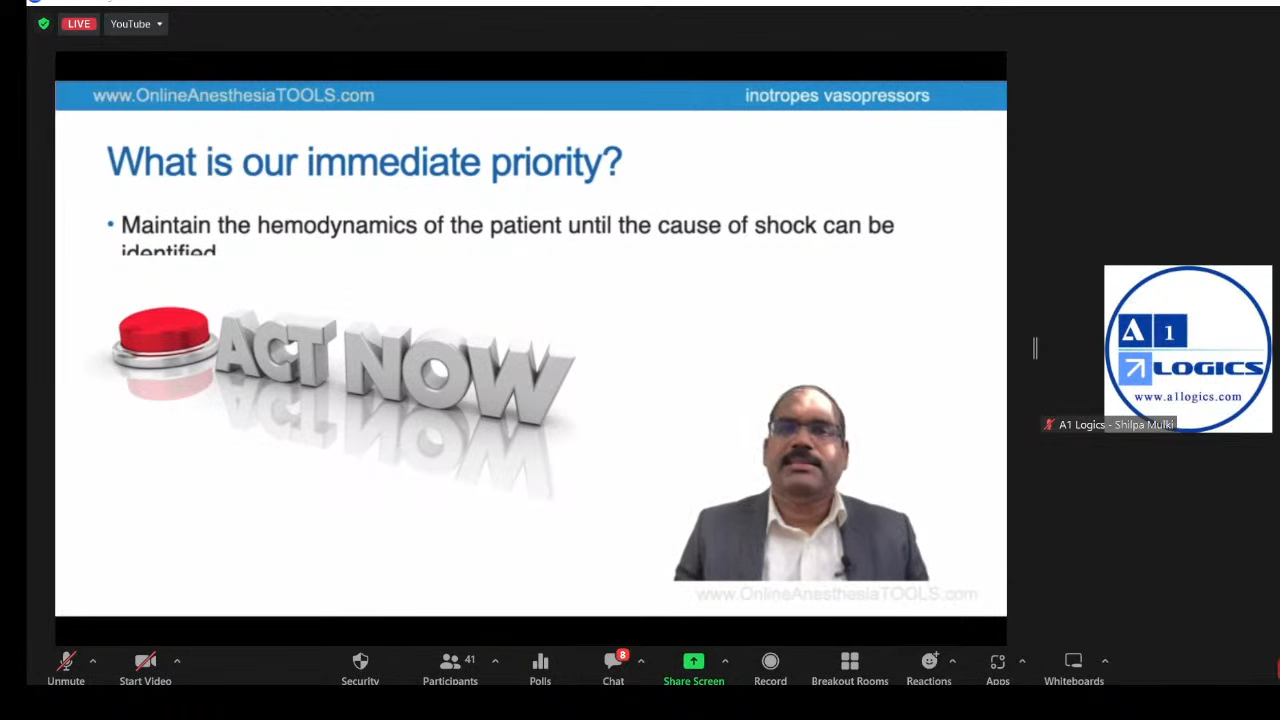 LIVE
YouTube
www.OnlineAnesthesiaTOOLS.com
inotropes vasopressors
What is our immediate priority?
• Maintain the hemodynamics of the patient until the cause of shock can be
identified
ACT NOW
www.OnlineAnesthesiaTOOLS.com
A 1
LOGICS
www.a1logics.com
A1 Logics - Shilpa Mulki
Unmute
Start Video
Security
Participants
41
Polls
Chat
8
Share Screen
Record
Breakout Rooms
Reactions
Apps
Whiteboards